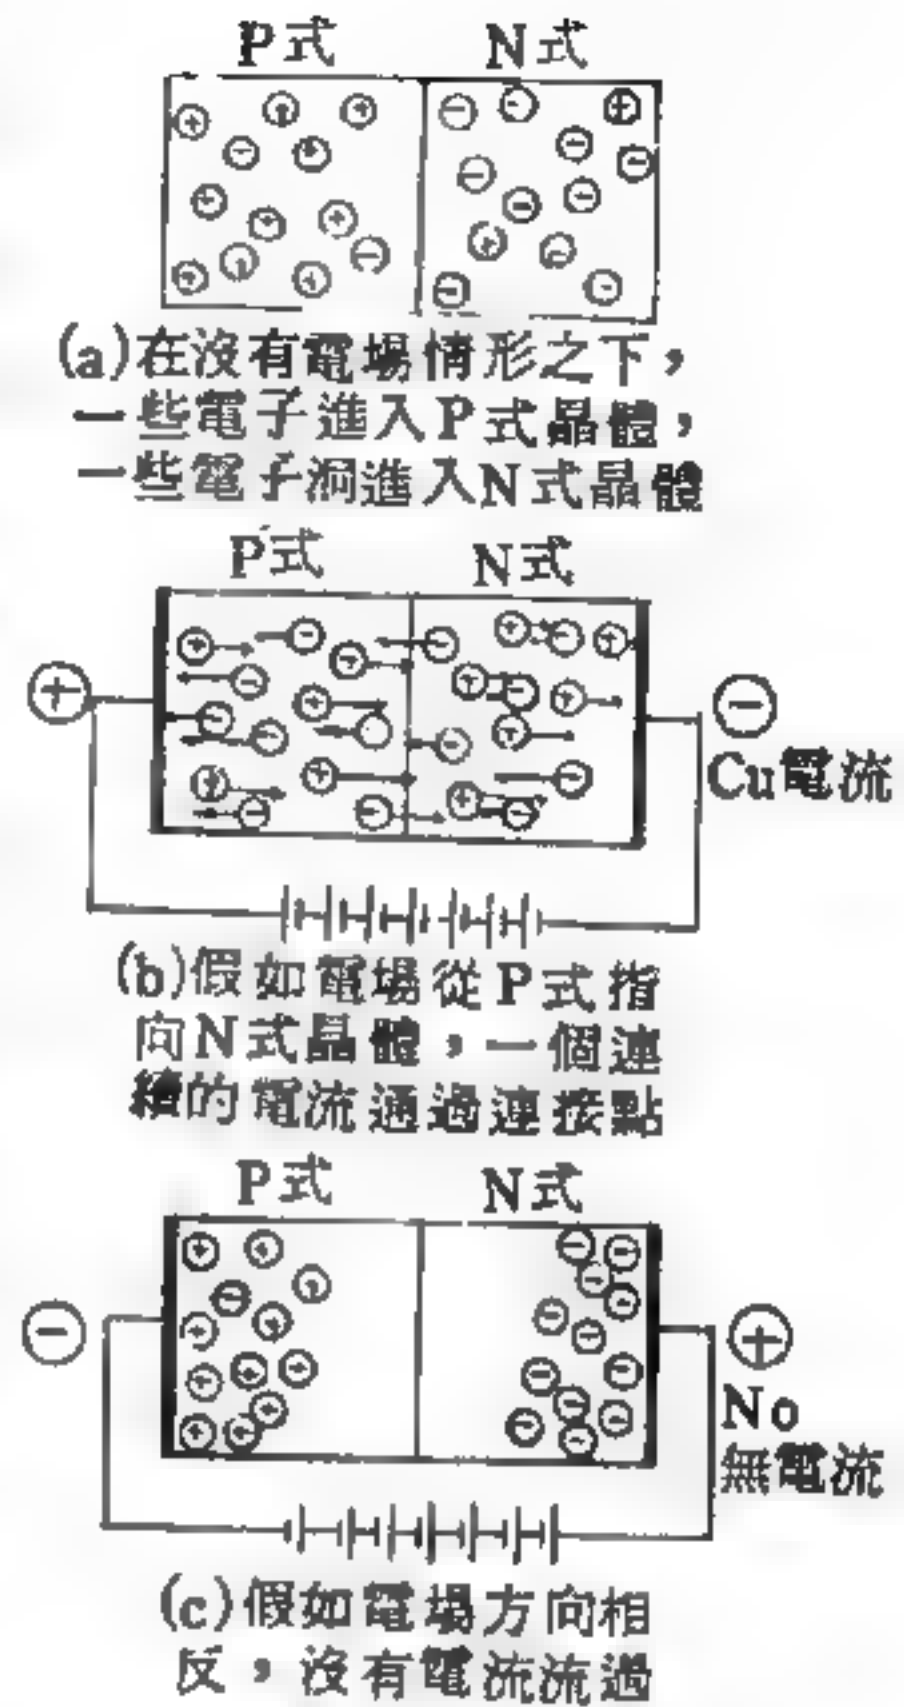 P式 N式
(a)在沒有電場情形之下，
一些電子進入P式晶體，
一些電子洞進入N式晶體
P式 N式
Cu電流
(b)假如電場從P式指
向N式晶體，一個連
續的電流通過連接點
P式 N式
No
無電流
(c)假如電場方向相
反，沒有電流流過